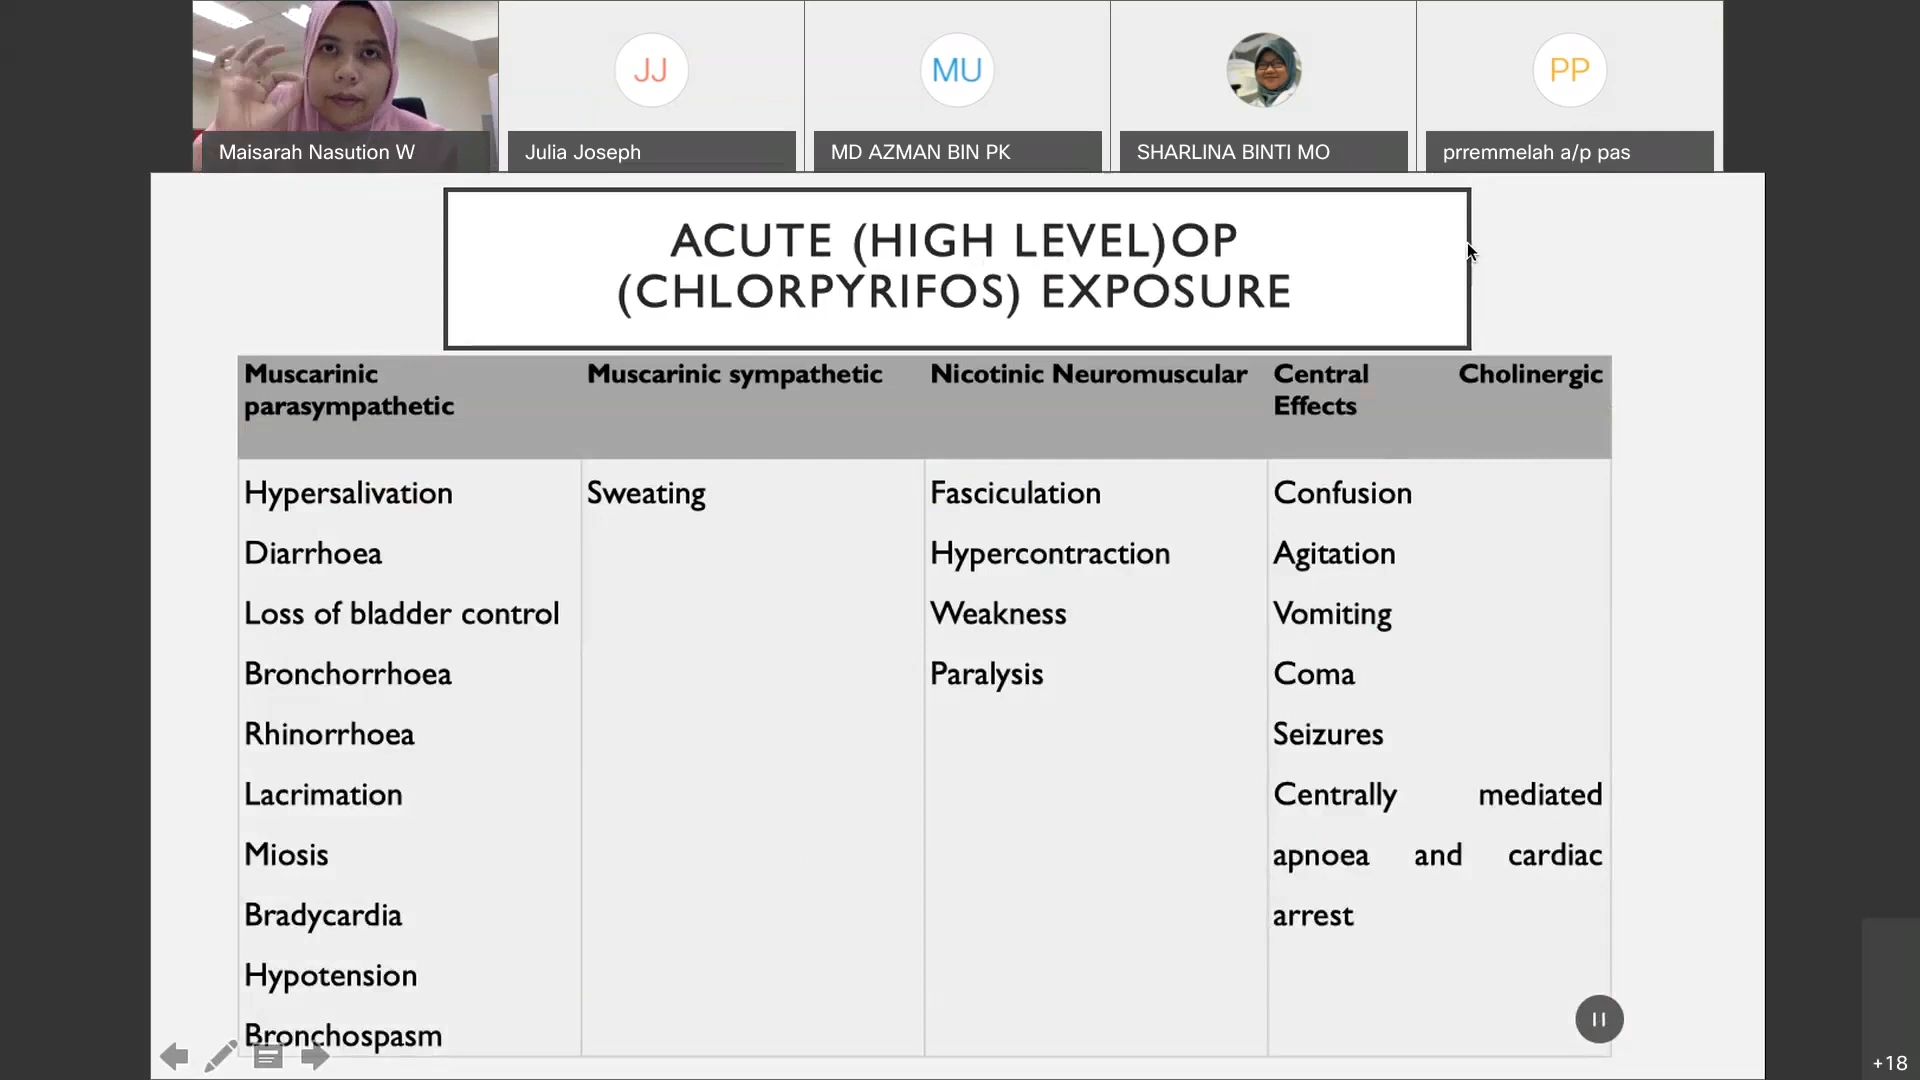 JJ
MU
PP
Maisarah Nasution W
Julia Joseph
MD AZMAN BIN PK
SHARLINA BINTI MO
prremmelah a/p pas
ACUTE (HIGH LEVEL)OP
(CHLORPYRIFOS) EXPOSURE
Muscarinic
parasympathetic
Muscarinic sympathetic
Nicotinic Neuromuscular
Central Cholinergic
Effects
Hypersalivation
Diarrhoea
Loss of bladder control
Bronchorrhoea
Rhinorrhoea
Lacrimation
Miosis
Bradycardia
Hypotension
Bronchospasm
Sweating
Fasciculation
Hypercontraction
Weakness
Paralysis
Confusion
Agitation
Vomiting
Coma
Seizures
Centrally mediated
apnoea and cardiac
arrest
+18